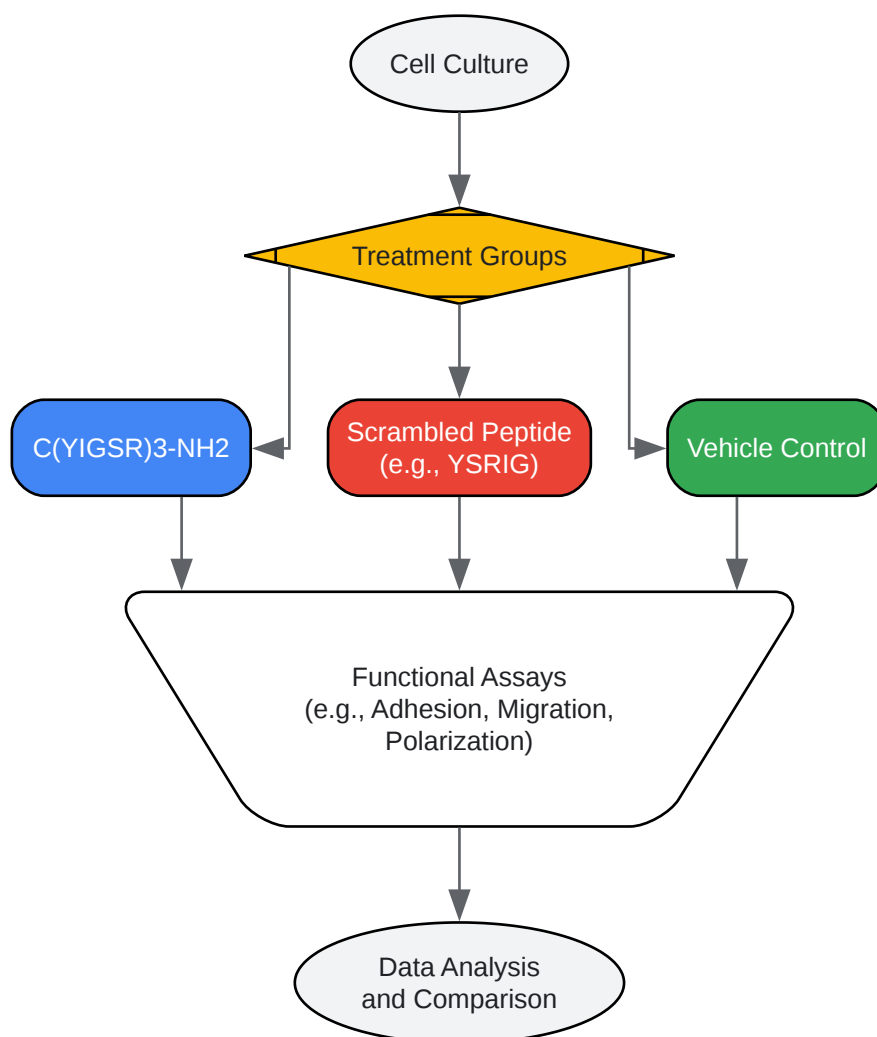 Cell Culture
Treatment Groups
C(YIGSR)3-NH2
Scrambled Peptide
(e.g., YSRIG)
Vehicle Control
Functional Assays
(e.g., Adhesion, Migration,
Polarization)
Data Analysis
and Comparison